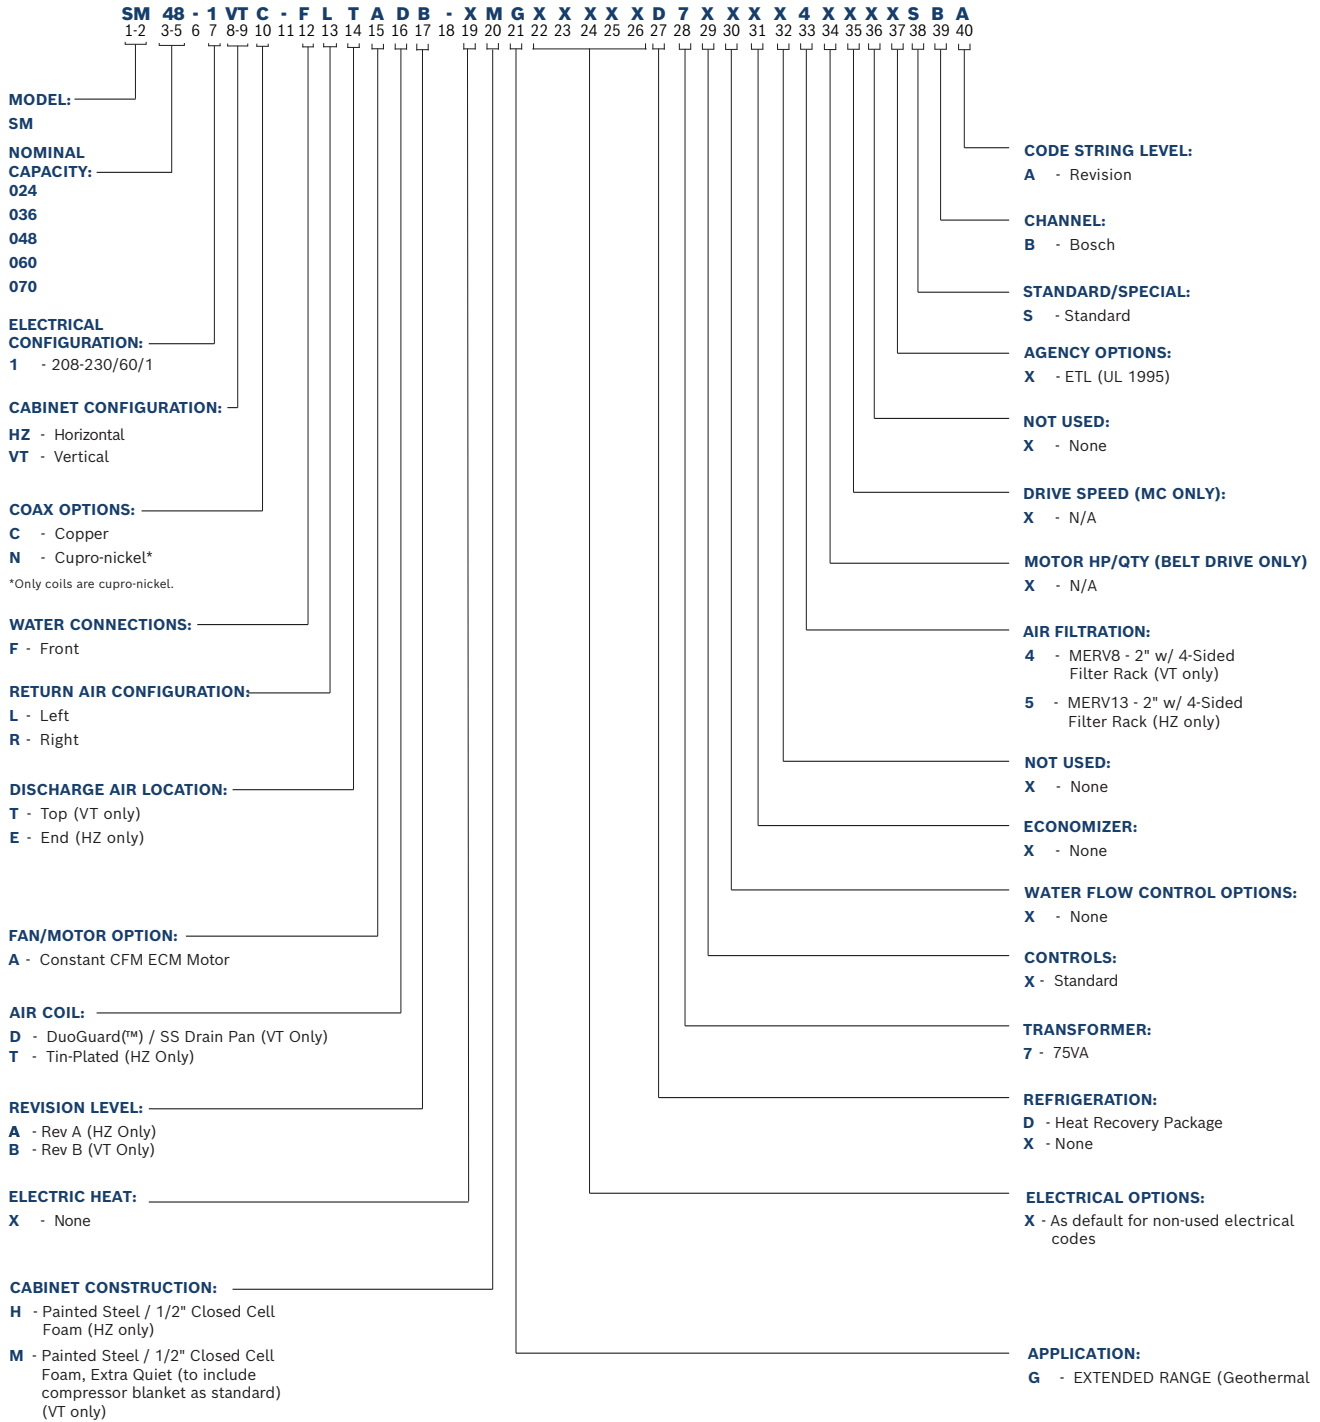 SM 48 - 1 VT C - F L T A D B - X M G X X X X X D 7 X X X X 4 X X X X S B A
1-2 3-5 6 7 8-9 10 11 12 13 14 15 16 17 18 19 20 21 22 23 24 25 26 27 28 29 30 31 32 33 34 35 36 37 38 39 40
MODEL:
SM
NOMINAL
CAPACITY:
024
036
048
060
070
ELECTRICAL
CONFIGURATION:
1 - 208-230/60/1
CABINET CONFIGURATION:
HZ - Horizontal
VT - Vertical
COAX OPTIONS:
C - Copper
N - Cupro-nickel*
*Only coils are cupro-nickel.
WATER CONNECTIONS:
F - Front
RETURN AIR CONFIGURATION:
L - Left
R - Right
DISCHARGE AIR LOCATION:
T - Top (VT only)
E - End (HZ only)
FAN/MOTOR OPTION:
A - Constant CFM ECM Motor
AIR COIL:
D - DuoGuard(™) / SS Drain Pan (VT Only)
T - Tin-Plated (HZ Only)
REVISION LEVEL:
A - Rev A (HZ Only)
B - Rev B (VT Only)
ELECTRIC HEAT:
X - None
CABINET CONSTRUCTION:
H - Painted Steel / 1/2" Closed Cell
Foam (HZ only)
M - Painted Steel / 1/2" Closed Cell
Foam, Extra Quiet (to include
compressor blanket as standard)
(VT only)
CODE STRING LEVEL:
A - Revision
CHANNEL:
B - Bosch
STANDARD/SPECIAL:
S - Standard
AGENCY OPTIONS:
X - ETL (UL 1995)
NOT USED:
X - None
DRIVE SPEED (MC ONLY):
X - N/A
MOTOR HP/QTY (BELT DRIVE ONLY)
X - N/A
AIR FILTRATION:
4 - MERV8 - 2" w/ 4-Sided
Filter Rack (VT only)
5 - MERV13 - 2" w/ 4-Sided
Filter Rack (HZ only)
NOT USED:
X - None
ECONOMIZER:
X - None
WATER FLOW CONTROL OPTIONS:
X - None
CONTROLS:
X - Standard
TRANSFORMER:
7 - 75VA
REFRIGERATION:
D - Heat Recovery Package
X - None
ELECTRICAL OPTIONS:
X - As default for non-used electrical
codes
APPLICATION:
G - EXTENDED RANGE (Geothermal